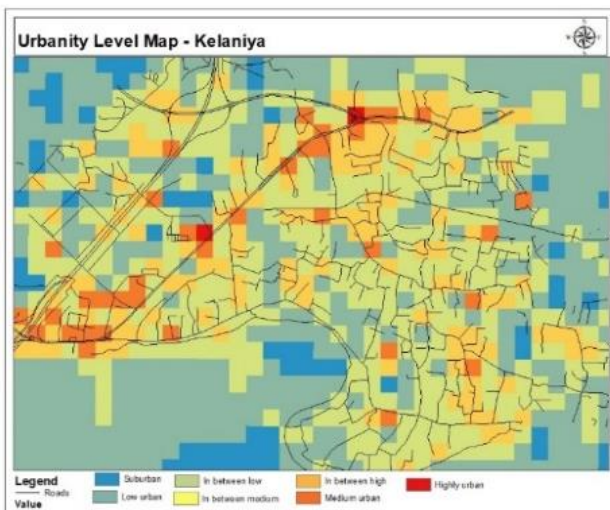 Urbanity Level Map - Kelaniya
N
Legend
Roads
Value
Suburban
Low urban
In between low
In between medium
In between high
Medium urban
Highly urban